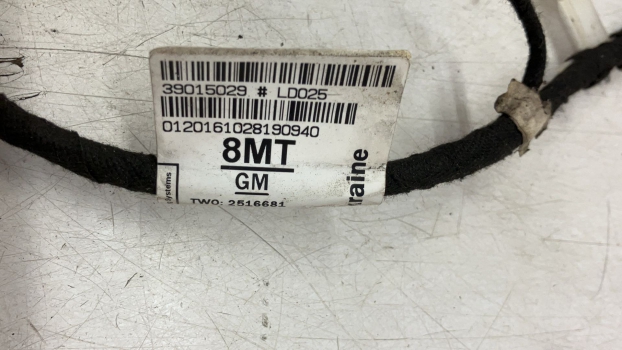 39015029 # LD025
0120161028190940
8MT
GM
TWO: 2516681
ystems
raine